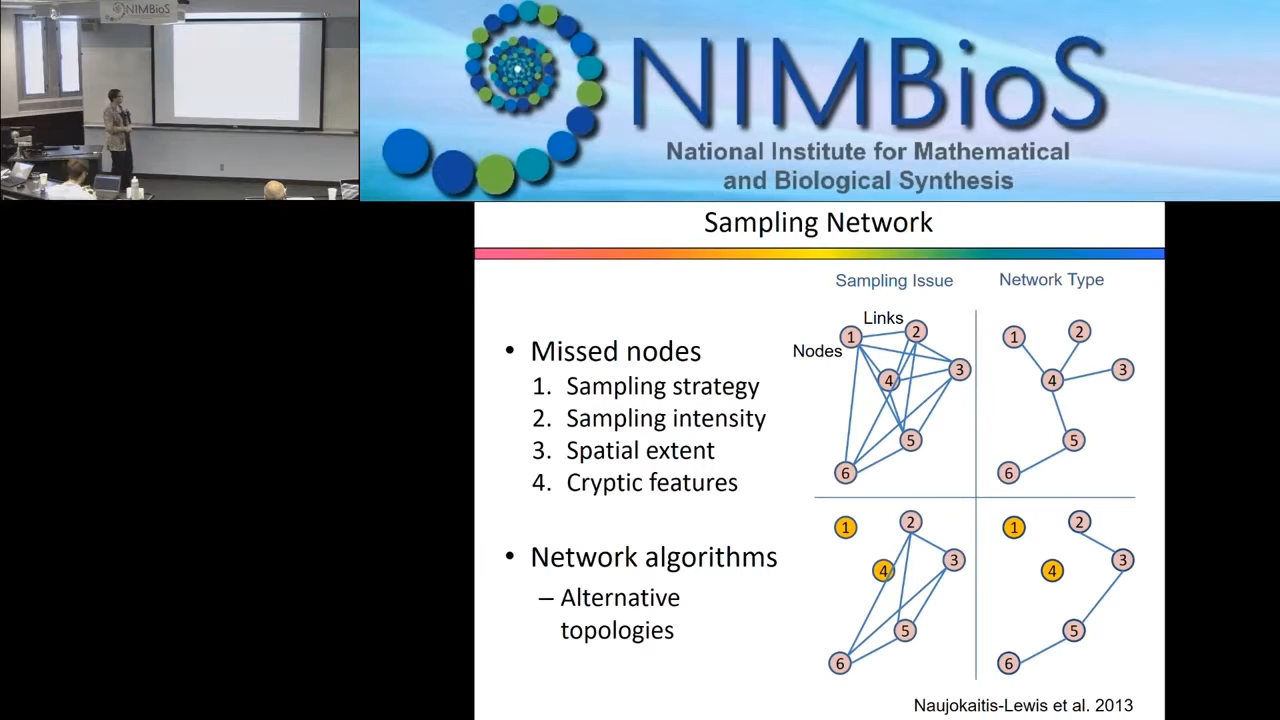 NIMBioS
NIMBioS
National Institute for Mathematical
and Biological Synthesis
Sampling Network
Sampling Issue
Network Type
• Missed nodes
1. Sampling strategy
2. Sampling intensity
3. Spatial extent
4. Cryptic features
• Network algorithms
– Alternative
topologies
Links
Nodes
1
2
3
4
5
6
1
2
3
4
5
6
1
2
3
4
5
6
1
2
3
4
5
6
Naujokaitis-Lewis et al. 2013